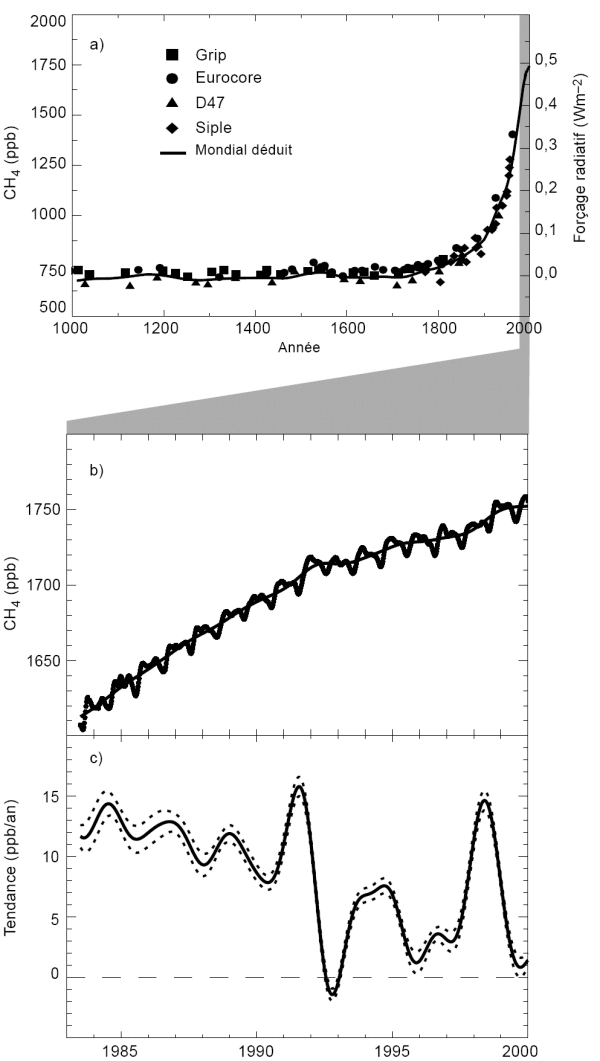 a)
Grip
Eurocore
D47
Siple
Mondial déduit
CH4 (ppb)
2000
1750
1500
1250
1000
750
500
0,5
0,4
0,3
0,2
0,1
0,0
Forçage radiatif (Wm–2)
1000 1200 1400 1600 1800 2000
Année
b)
CH4 (ppb)
1750
1700
1650
c)
Tendance (ppb/an)
15
10
5
0
1985 1990 1995 2000